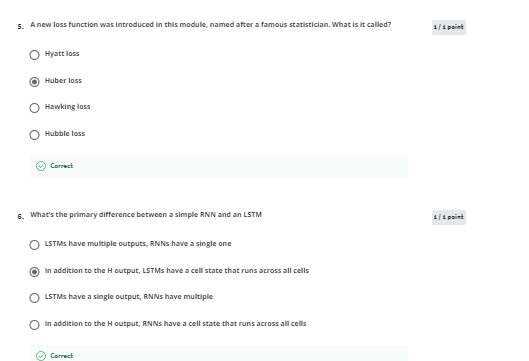 5. A new loss function was introduced in this module, named after a famous statistician. What is it called?
1 / 1 point
Hyatt loss
Huber loss
Hawking loss
Hubble loss
Correct
6. What's the primary difference between a simple RNN and an LSTM
1 / 1 point
LSTMs have multiple outputs, RNNs have a single one
In addition to the H output, LSTMs have a cell state that runs across all cells
LSTMs have a single output, RNNs have multiple
In addition to the H output, RNNs have a cell state that runs across all cells
Correct